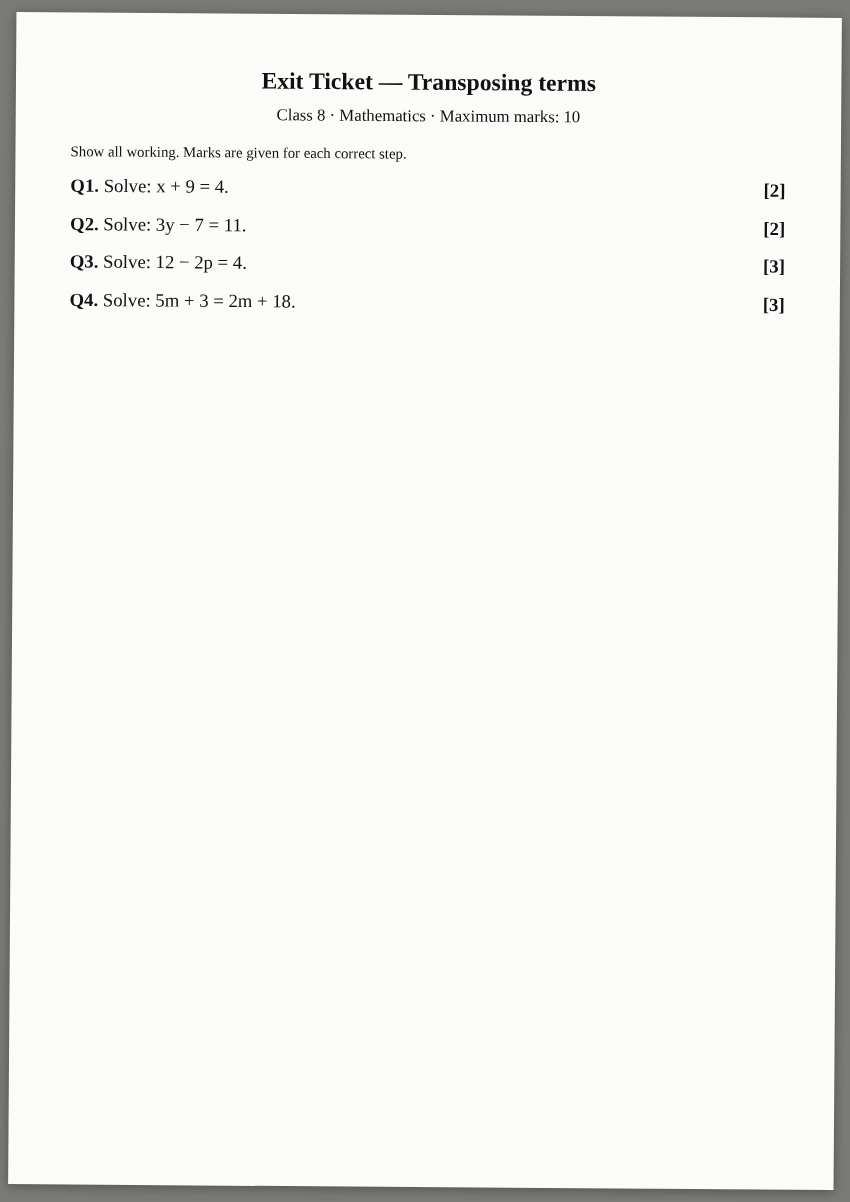 Exit Ticket — Transposing terms
Class 8 · Mathematics · Maximum marks: 10
Show all working. Marks are given for each correct step.
Q1. Solve: x + 9 = 4. [2]
Q2. Solve: 3y − 7 = 11. [2]
Q3. Solve: 12 − 2p = 4. [3]
Q4. Solve: 5m + 3 = 2m + 18. [3]